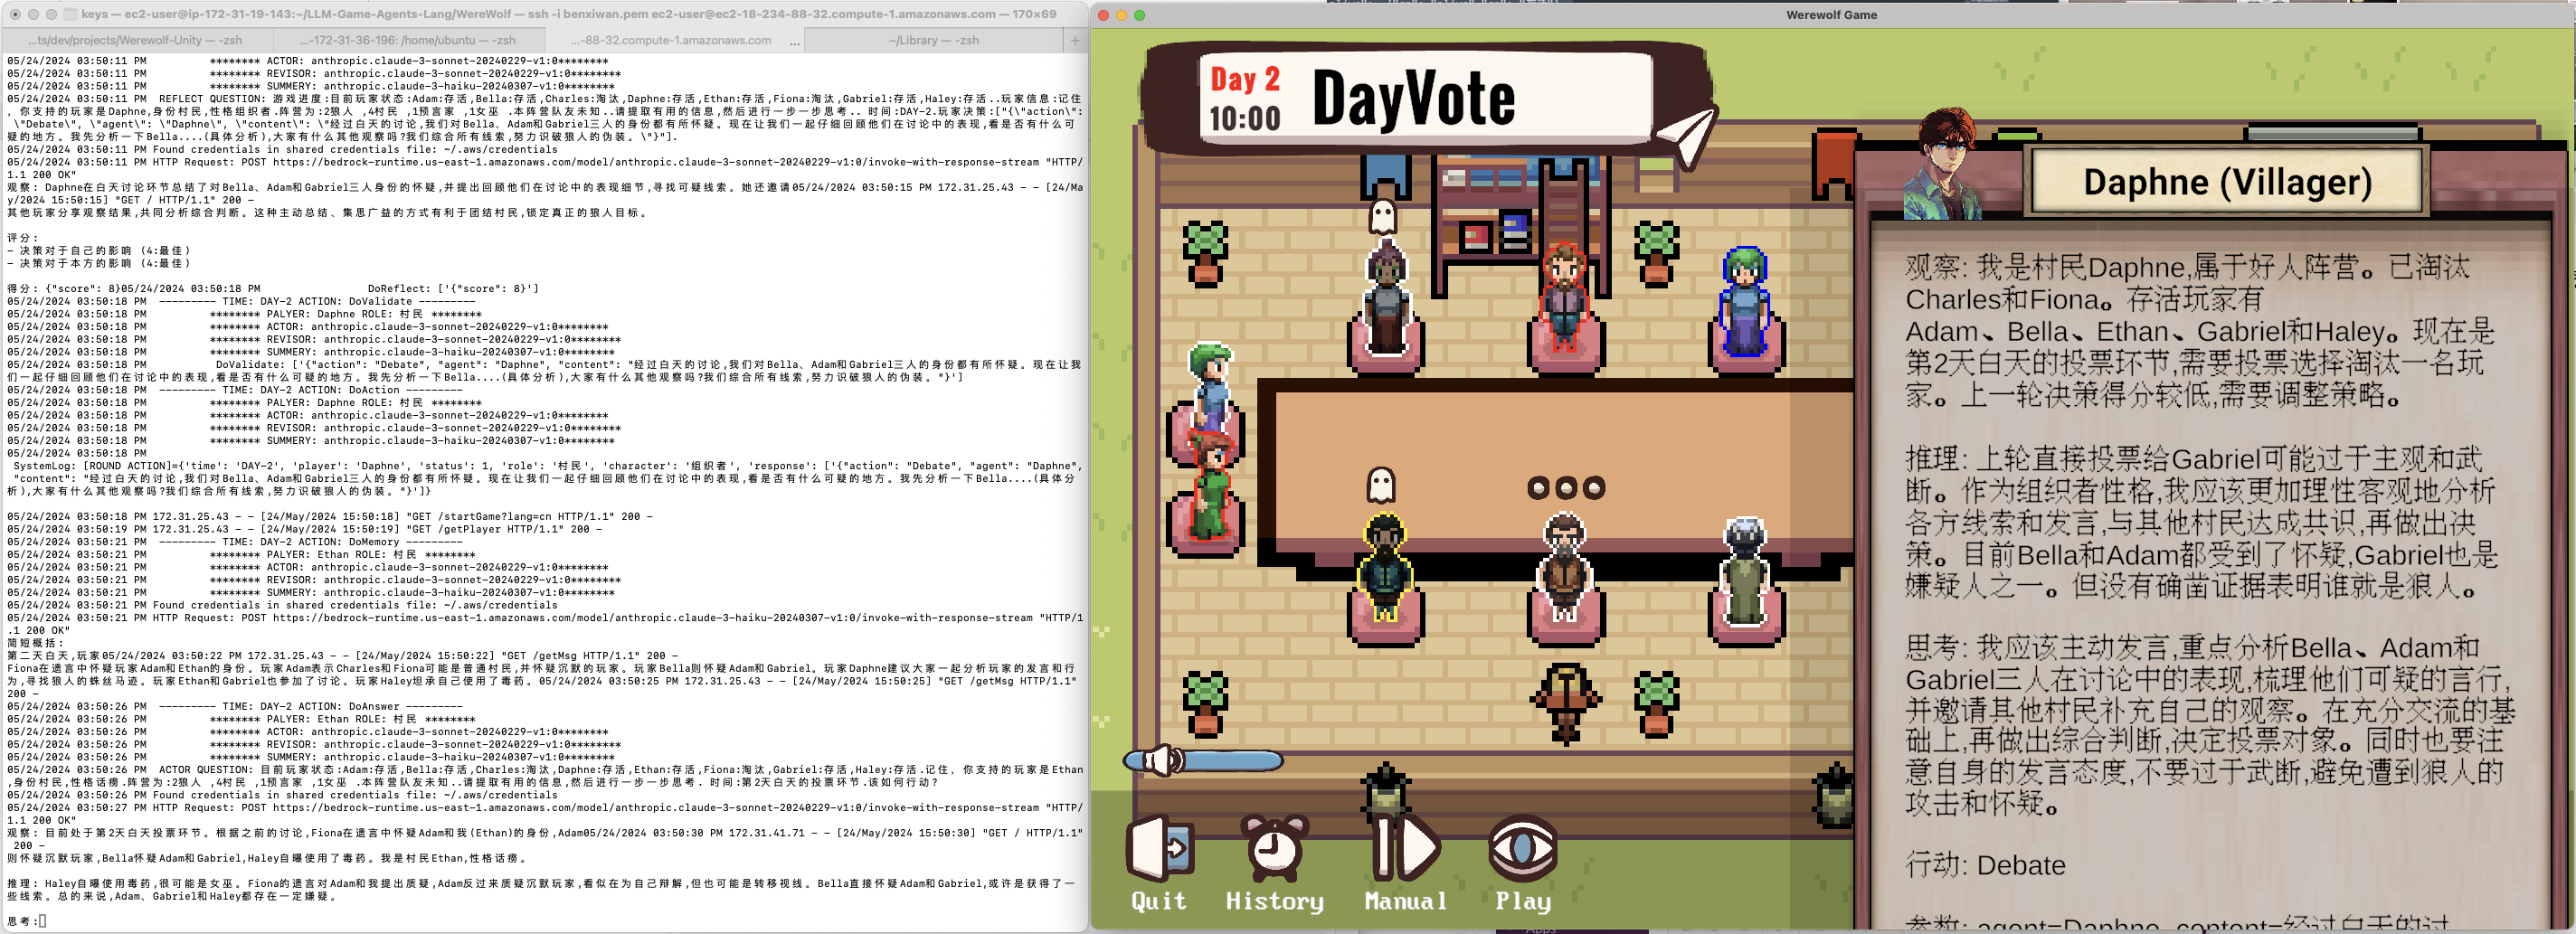 keys — ec2-user@ip-172-31-19-143:~/LLM-Game-Agents-Lang/WereWolf — ssh -i benxiwan.pem ec2-user@ec2-18-234-88-32.compute-1.amazonaws.com — 170×69
...ts/dev/projects/Werewolf-Unity — -zsh
...-172-31-36-196: /home/ubuntu — -zsh
...-88-32.compute-1.amazonaws.com ...
~/Library — -zsh
05/24/2024 03:50:11 PM ******** ACTOR: anthropic.claude-3-sonnet-20240229-v1:0********
05/24/2024 03:50:11 PM ******** REVISOR: anthropic.claude-3-sonnet-20240229-v1:0********
05/24/2024 03:50:11 PM ******** SUMMERY: anthropic.claude-3-haiku-20240307-v1:0********
05/24/2024 03:50:11 PM REFLECT QUESTION: 游戏进度:目前玩家状态:Adam:存活,Bella:存活,Charles:淘汰,Daphne:存活,Ethan:存活,Fiona:淘汰,Gabriel:存活,Haley:存活..玩家信息:记住
, 你支持的玩家是Daphne,身份村民,性格组织者.阵营为:2狼人 ,4村民 ,1预言家 ,1女巫 .本阵营队友未知..请提取有用的信息,然后进行一步一步思考.. 时间:DAY-2.玩家决策:["{\"action\":
\"Debate\", \"agent\": \"Daphne\", \"content\": \"经过白天的讨论,我们对Bella、Adam和Gabriel三人的身份都有所怀疑。现在让我们一起仔细回顾他们在讨论中的表现,看是否有什么可
疑的地方。我先分析一下Bella....(具体分析),大家有什么其他观察吗?我们综合所有线索,努力识破狼人的伪装。\"}"].
05/24/2024 03:50:11 PM Found credentials in shared credentials file: ~/.aws/credentials
05/24/2024 03:50:11 PM HTTP Request: POST https://bedrock-runtime.us-east-1.amazonaws.com/model/anthropic.claude-3-sonnet-20240229-v1:0/invoke-with-response-stream "HTTP/
1.1 200 OK"
观察: Daphne在白天讨论环节总结了对Bella、Adam和Gabriel三人身份的怀疑,并提出回顾他们在讨论中的表现细节,寻找可疑线索。她还邀请05/24/2024 03:50:15 PM 172.31.25.43 - - [24/Ma
y/2024 15:50:15] "GET / HTTP/1.1" 200 -
其他玩家分享观察结果,共同分析综合判断。这种主动总结、集思广益的方式有利于团结村民,锁定真正的狼人目标。
评分:
- 决策对于自己的影响 (4:最佳)
- 决策对于本方的影响 (4:最佳)
得分: {"score": 8}05/24/2024 03:50:18 PM DoReflect: ['{"score": 8}']
05/24/2024 03:50:18 PM --------- TIME: DAY-2 ACTION: DoValidate ---------
05/24/2024 03:50:18 PM ******** PALYER: Daphne ROLE: 村民 ********
05/24/2024 03:50:18 PM ******** ACTOR: anthropic.claude-3-sonnet-20240229-v1:0********
05/24/2024 03:50:18 PM ******** REVISOR: anthropic.claude-3-sonnet-20240229-v1:0********
05/24/2024 03:50:18 PM ******** SUMMERY: anthropic.claude-3-haiku-20240307-v1:0********
05/24/2024 03:50:18 PM DoValidate: ['{"action": "Debate", "agent": "Daphne", "content": "经过白天的讨论,我们对Bella、Adam和Gabriel三人的身份都有所怀疑。现在让我
们一起仔细回顾他们在讨论中的表现,看是否有什么可疑的地方。我先分析一下Bella....(具体分析),大家有什么其他观察吗?我们综合所有线索,努力识破狼人的伪装。"}']
05/24/2024 03:50:18 PM --------- TIME: DAY-2 ACTION: DoAction ---------
05/24/2024 03:50:18 PM ******** PALYER: Daphne ROLE: 村民 ********
05/24/2024 03:50:18 PM ******** ACTOR: anthropic.claude-3-sonnet-20240229-v1:0********
05/24/2024 03:50:18 PM ******** REVISOR: anthropic.claude-3-sonnet-20240229-v1:0********
05/24/2024 03:50:18 PM ******** SUMMERY: anthropic.claude-3-haiku-20240307-v1:0********
05/24/2024 03:50:18 PM
SystemLog: [ROUND ACTION]={'time': 'DAY-2', 'player': 'Daphne', 'status': 1, 'role': '村民', 'character': '组织者', 'response': ['{"action": "Debate", "agent": "Daphne",
"content": "经过白天的讨论,我们对Bella、Adam和Gabriel三人的身份都有所怀疑。现在让我们一起仔细回顾他们在讨论中的表现,看是否有什么可疑的地方。我先分析一下Bella....(具体分
析),大家有什么其他观察吗?我们综合所有线索,努力识破狼人的伪装。"}']}
05/24/2024 03:50:18 PM 172.31.25.43 - - [24/May/2024 15:50:18] "GET /startGame?lang=cn HTTP/1.1" 200 -
05/24/2024 03:50:19 PM 172.31.25.43 - - [24/May/2024 15:50:19] "GET /getPlayer HTTP/1.1" 200 -
05/24/2024 03:50:21 PM --------- TIME: DAY-2 ACTION: DoMemory ---------
05/24/2024 03:50:21 PM ******** PALYER: Ethan ROLE: 村民 ********
05/24/2024 03:50:21 PM ******** ACTOR: anthropic.claude-3-sonnet-20240229-v1:0********
05/24/2024 03:50:21 PM ******** REVISOR: anthropic.claude-3-sonnet-20240229-v1:0********
05/24/2024 03:50:21 PM ******** SUMMERY: anthropic.claude-3-haiku-20240307-v1:0********
05/24/2024 03:50:21 PM Found credentials in shared credentials file: ~/.aws/credentials
05/24/2024 03:50:21 PM HTTP Request: POST https://bedrock-runtime.us-east-1.amazonaws.com/model/anthropic.claude-3-haiku-20240307-v1:0/invoke-with-response-stream "HTTP/1
.1 200 OK"
简短概括:
第二天白天,玩家05/24/2024 03:50:22 PM 172.31.25.43 - - [24/May/2024 15:50:22] "GET /getMsg HTTP/1.1" 200 -
Fiona在遗言中怀疑玩家Adam和Ethan的身份。玩家Adam表示Charles和Fiona可能是普通村民,并怀疑沉默的玩家。玩家Bella则怀疑Adam和Gabriel。玩家Daphne建议大家一起分析玩家的发言和行
为,寻找狼人的蛛丝马迹。玩家Ethan和Gabriel也参加了讨论。玩家Haley坦承自己使用了毒药。05/24/2024 03:50:25 PM 172.31.25.43 - - [24/May/2024 15:50:25] "GET /getMsg HTTP/1.1"
200 -
05/24/2024 03:50:26 PM --------- TIME: DAY-2 ACTION: DoAnswer ---------
05/24/2024 03:50:26 PM ******** PALYER: Ethan ROLE: 村民 ********
05/24/2024 03:50:26 PM ******** ACTOR: anthropic.claude-3-sonnet-20240229-v1:0********
05/24/2024 03:50:26 PM ******** REVISOR: anthropic.claude-3-sonnet-20240229-v1:0********
05/24/2024 03:50:26 PM ******** SUMMERY: anthropic.claude-3-haiku-20240307-v1:0********
05/24/2024 03:50:26 PM ACTOR QUESTION: 目前玩家状态:Adam:存活,Bella:存活,Charles:淘汰,Daphne:存活,Ethan:存活,Fiona:淘汰,Gabriel:存活,Haley:存活.记住, 你支持的玩家是Ethan
,身份村民,性格话痨.阵营为:2狼人 ,4村民 ,1预言家 ,1女巫 .本阵营队友未知..请提取有用的信息,然后进行一步一步思考. 时间:第2天白天的投票环节.该如何行动?
05/24/2024 03:50:26 PM Found credentials in shared credentials file: ~/.aws/credentials
05/24/2024 03:50:27 PM HTTP Request: POST https://bedrock-runtime.us-east-1.amazonaws.com/model/anthropic.claude-3-sonnet-20240229-v1:0/invoke-with-response-stream "HTTP/
1.1 200 OK"
观察: 目前处于第2天白天投票环节。根据之前的讨论,Fiona在遗言中怀疑Adam和我(Ethan)的身份,Adam05/24/2024 03:50:30 PM 172.31.41.71 - - [24/May/2024 15:50:30] "GET / HTTP/1.1"
200 -
则怀疑沉默玩家,Bella怀疑Adam和Gabriel,Haley自曝使用了毒药。我是村民Ethan,性格话痨。
推理: Haley自曝使用毒药,很可能是女巫。Fiona的遗言对Adam和我提出质疑,Adam反过来质疑沉默玩家,看似在为自己辩解,但也可能是转移视线。Bella直接怀疑Adam和Gabriel,或许是获得了一
些线索。总的来说,Adam、Gabriel和Haley都存在一定嫌疑。
思考:
Werewolf Game
Day 2
10:00
DayVote
Daphne (Villager)
观察: 我是村民Daphne,属于好人阵营。已淘汰
Charles和Fiona。存活玩家有
Adam、Bella、Ethan、Gabriel和Haley。现在是
第2天白天的投票环节,需要投票选择淘汰一名玩
家。上一轮决策得分较低,需要调整策略。
推理: 上轮直接投票给Gabriel可能过于主观和武
断。作为组织者性格,我应该更加理性客观地分析
各方线索和发言,与其他村民达成共识,再做出决
策。目前Bella和Adam都受到了怀疑,Gabriel也是
嫌疑人之一。但没有确凿证据表明谁就是狼人。
思考: 我应该主动发言,重点分析Bella、Adam和
Gabriel三人在讨论中的表现,梳理他们可疑的言行,
并邀请其他村民补充自己的观察。在充分交流的基
础上,再做出综合判断,决定投票对象。同时也要注
意自身的发言态度,不要过于武断,避免遭到狼人的
攻击和怀疑。
行动: Debate
参数: agent=Daphne, content=经过白天的讨
Quit
History
Manual
Play
Apps